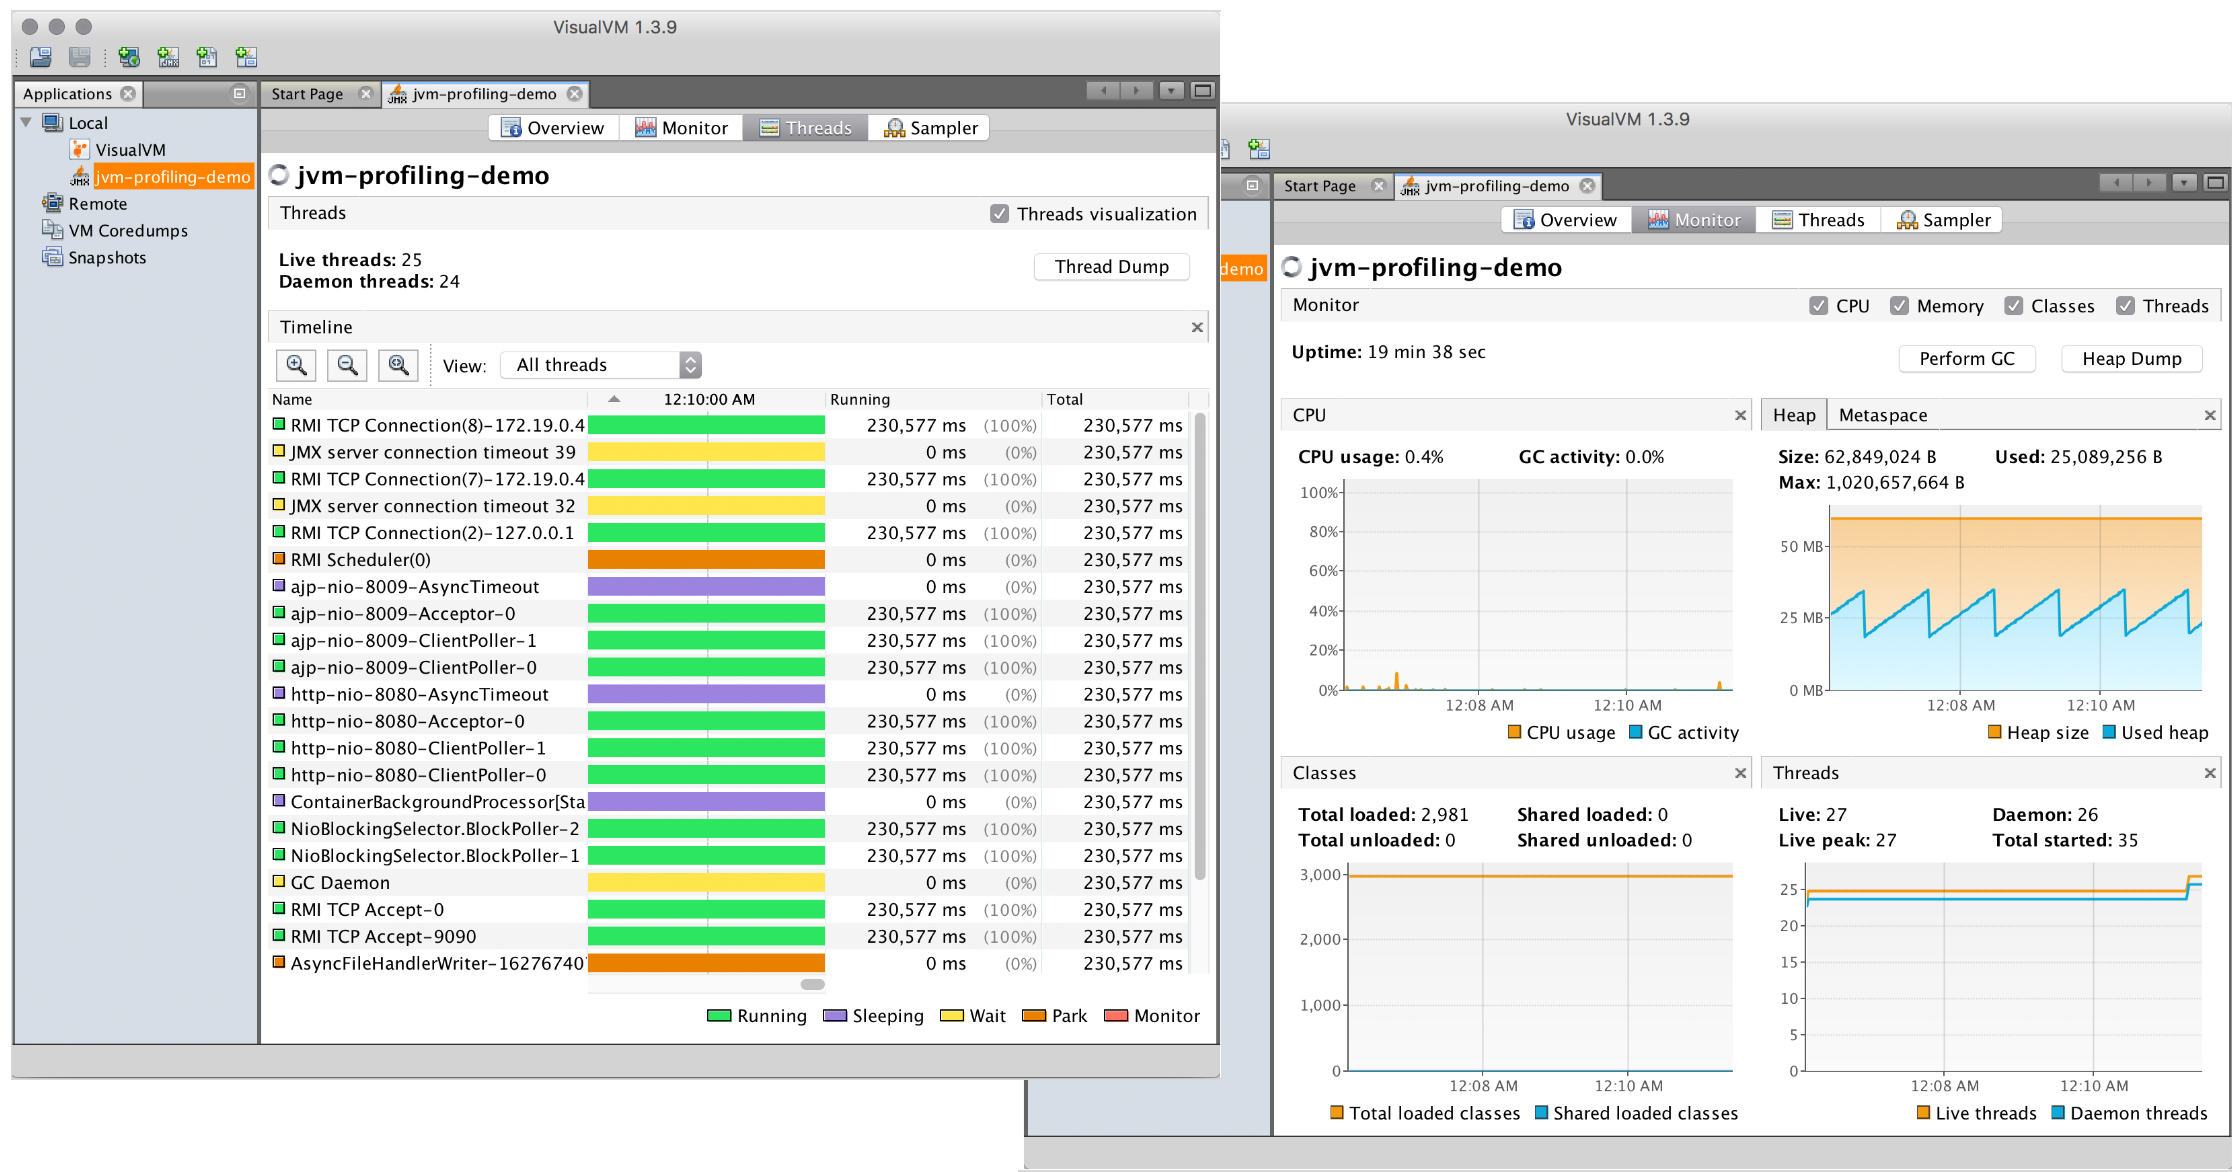 VisualVM 1.3.9
Applications
Start Page
jvm-profiling-demo
Local
VisualVM
jvm-profiling-demo
Remote
VM Coredumps
Snapshots
Overview Monitor Threads Sampler
jvm-profiling-demo
Threads
Threads visualization
Live threads: 25
Daemon threads: 24
Thread Dump
Timeline
View: All threads
Name 12:10:00 AM Running Total
RMI TCP Connection(8)-172.19.0.4 230,577 ms (100%) 230,577 ms
JMX server connection timeout 39 0 ms (0%) 230,577 ms
RMI TCP Connection(7)-172.19.0.4 230,577 ms (100%) 230,577 ms
JMX server connection timeout 32 0 ms (0%) 230,577 ms
RMI TCP Connection(2)-127.0.0.1 230,577 ms (100%) 230,577 ms
RMI Scheduler(0) 0 ms (0%) 230,577 ms
ajp-nio-8009-AsyncTimeout 0 ms (0%) 230,577 ms
ajp-nio-8009-Acceptor-0 230,577 ms (100%) 230,577 ms
ajp-nio-8009-ClientPoller-1 230,577 ms (100%) 230,577 ms
ajp-nio-8009-ClientPoller-0 230,577 ms (100%) 230,577 ms
http-nio-8080-AsyncTimeout 0 ms (0%) 230,577 ms
http-nio-8080-Acceptor-0 230,577 ms (100%) 230,577 ms
http-nio-8080-ClientPoller-1 230,577 ms (100%) 230,577 ms
http-nio-8080-ClientPoller-0 230,577 ms (100%) 230,577 ms
ContainerBackgroundProcessor[Sta 0 ms (0%) 230,577 ms
NioBlockingSelector.BlockPoller-2 230,577 ms (100%) 230,577 ms
NioBlockingSelector.BlockPoller-1 230,577 ms (100%) 230,577 ms
GC Daemon 0 ms (0%) 230,577 ms
RMI TCP Accept-0 230,577 ms (100%) 230,577 ms
RMI TCP Accept-9090 230,577 ms (100%) 230,577 ms
AsyncFileHandlerWriter-16276740 0 ms (0%) 230,577 ms
Running Sleeping Wait Park Monitor
VisualVM 1.3.9
Start Page
jvm-profiling-demo
Overview Monitor Threads Sampler
demo
jvm-profiling-demo
Monitor
CPU Memory Classes Threads
Uptime: 19 min 38 sec
Perform GC Heap Dump
CPU
CPU usage: 0.4% GC activity: 0.0%
100%
80%
60%
40%
20%
0%
12:08 AM 12:10 AM
CPU usage GC activity
Heap Metaspace
Size: 62,849,024 B Used: 25,089,256 B
Max: 1,020,657,664 B
50 MB
25 MB
0 MB
12:08 AM 12:10 AM
Heap size Used heap
Classes
Total loaded: 2,981 Shared loaded: 0
Total unloaded: 0 Shared unloaded: 0
3,000
2,000
1,000
0
12:08 AM 12:10 AM
Total loaded classes Shared loaded classes
Threads
Live: 27 Daemon: 26
Live peak: 27 Total started: 35
25
20
15
10
5
0
12:08 AM 12:10 AM
Live threads Daemon threads